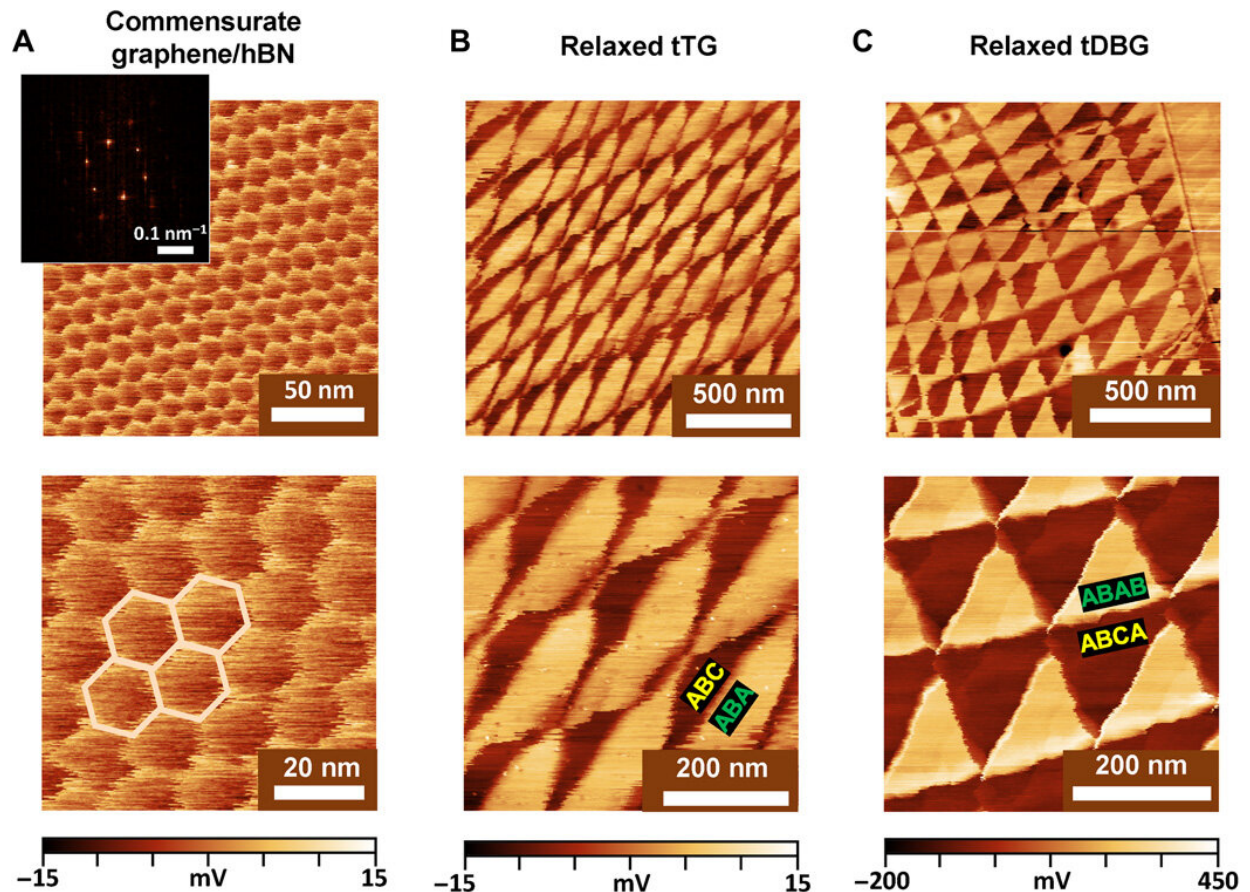 A
Commensurate
graphene/hBN
0.1 nm⁻¹
50 nm
20 nm
−15 mV 15
B
Relaxed tTG
500 nm
ABC
ABA
200 nm
−15 mV 15
C
Relaxed tDBG
500 nm
ABAB
ABCA
200 nm
−200 mV 450